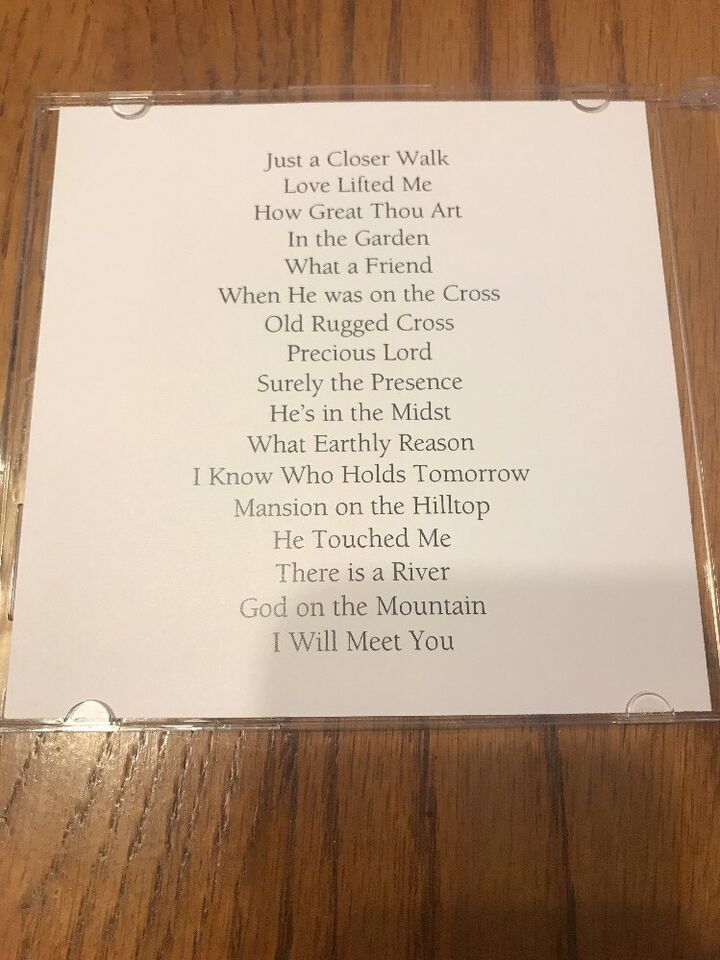 Just a Closer Walk
Love Lifted Me
How Great Thou Art
In the Garden
What a Friend
When He was on the Cross
Old Rugged Cross
Precious Lord
Surely the Presence
He's in the Midst
What Earthly Reason
I Know Who Holds Tomorrow
Mansion on the Hilltop
He Touched Me
There is a River
God on the Mountain
I Will Meet You